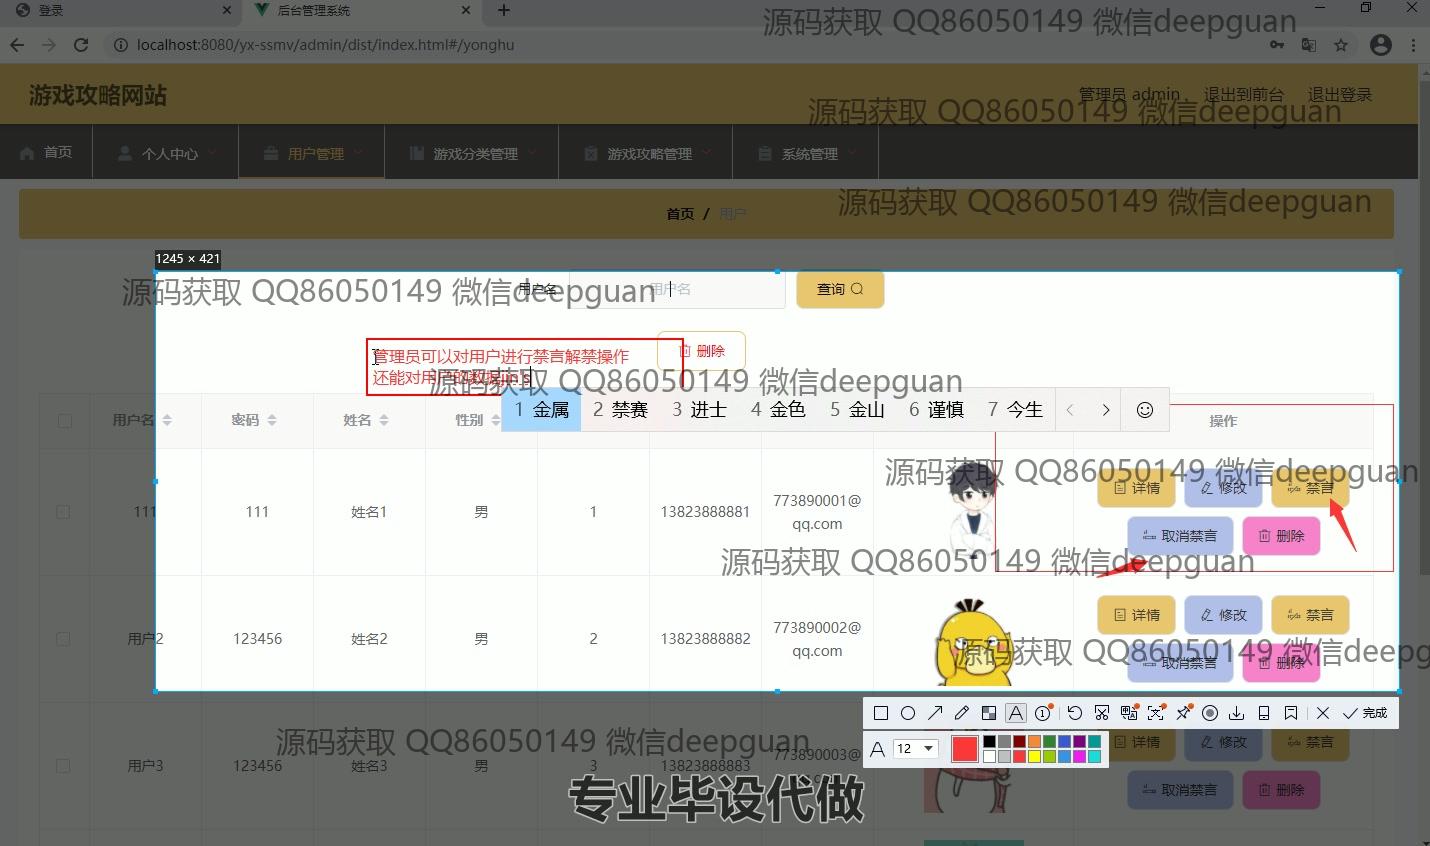 登录
后台管理系统
源码获取 QQ86050149 微信deepguan
localhost:8080/yx-ssmv/admin/dist/index.html#/yonghu
游戏攻略网站
管理员 admin
退出到前台
退出登录
源码获取 QQ86050149 微信deepguan
首页
个人中心
用户管理
游戏分类管理
游戏攻略管理
系统管理
首页 / 用户
源码获取 QQ86050149 微信deepguan
1245 × 421
源码获取 QQ86050149 微信deepguan
用户名
用户名
查询
管理员可以对用户进行禁言解禁操作
删除
还能对用户的数据jin's
源码获取 QQ86050149 微信deepguan
1 金属 2 禁赛 3 进士 4 金色 5 金山 6 谨慎 7 今生
用户名 密码 姓名 性别 操作
源码获取 QQ86050149 微信deepguan
111 111 姓名1 男 1 13823888881 773890001@qq.com
详情 修改 禁言
取消禁言 删除
源码获取 QQ86050149 微信deepguan
用户2 123456 姓名2 男 2 13823888882 773890002@qq.com
详情 修改 禁言
取消禁言 删除
源码获取 QQ86050149 微信deepguan
完成
A 12
源码获取 QQ86050149 微信deepguan
用户3 123456 姓名3 男 3 13823888883 773890003@
详情 修改 禁言
取消禁言 删除
专业毕设代做